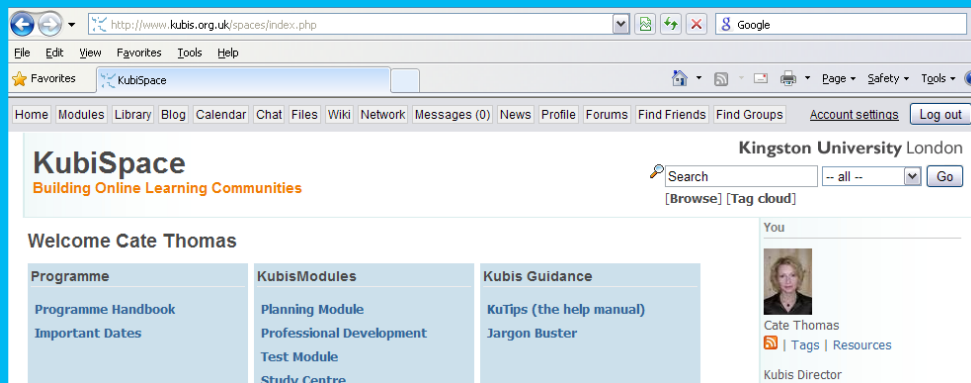 http://www.kubis.org.uk/spaces/index.php
Google
File Edit View Favorites Tools Help
Favorites KubiSpace Page Safety Tools
Home Modules Library Blog Calendar Chat Files Wiki Network Messages (0) News Profile Forums Find Friends Find Groups Account settings Log out
Kingston University London
KubiSpace
Building Online Learning Communities
Search -- all -- Go
[Browse] [Tag cloud]
Welcome Cate Thomas
You
Programme KubisModules Kubis Guidance
Programme Handbook Planning Module KuTips (the help manual)
Important Dates Professional Development Jargon Buster
Test Module
Study Centre
Cate Thomas
| Tags | Resources
Kubis Director